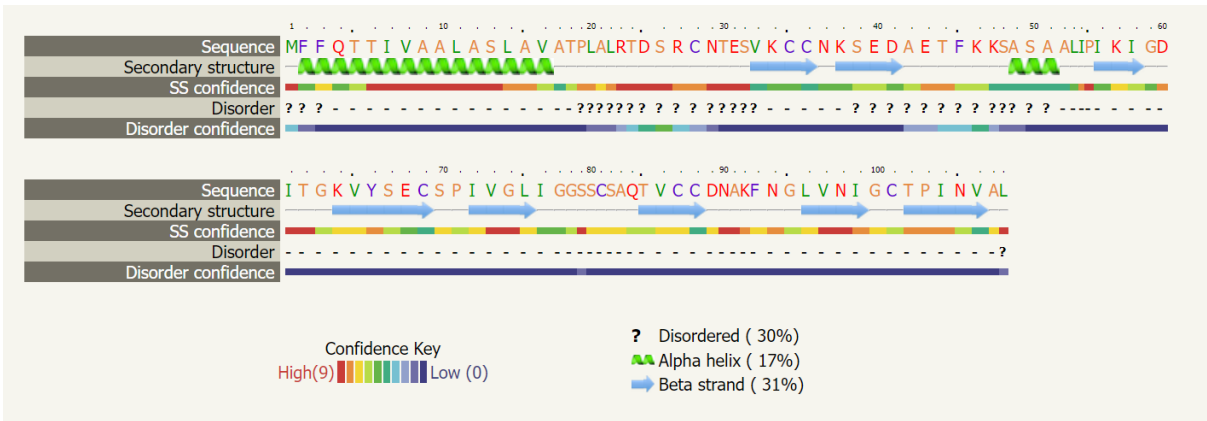 1 10 20 30 40 50 60
Sequence M F F Q T T I V A A L A S L A V A T P L A L R T D S R C N T E S V K C C N K S E D A E T F K K S A S A A L I P I K I G D
Secondary structure
SS confidence
Disorder ? ? ? - - - - - - - - - - - - - - - ? ? ? ? ? ? ? ? ? ? ? ? ? ? - - - - - - ? ? ? ? ? ? ? ? ? ? ? ? ? - - - - - - - - -
Disorder confidence
70 80 90 100
Sequence I T G K V Y S E C S P I V G L I G G S S C S A Q T V C C D N A K F N G L V N I G C T P I N V A L
Secondary structure
SS confidence
Disorder - - - - - - - - - - - - - - - - - - - - - - - - - - - - - - - - - - - - - - - - - - - - - - - ?
Disorder confidence
Confidence Key
High(9) Low (0)
? Disordered ( 30%)
Alpha helix ( 17%)
Beta strand ( 31%)